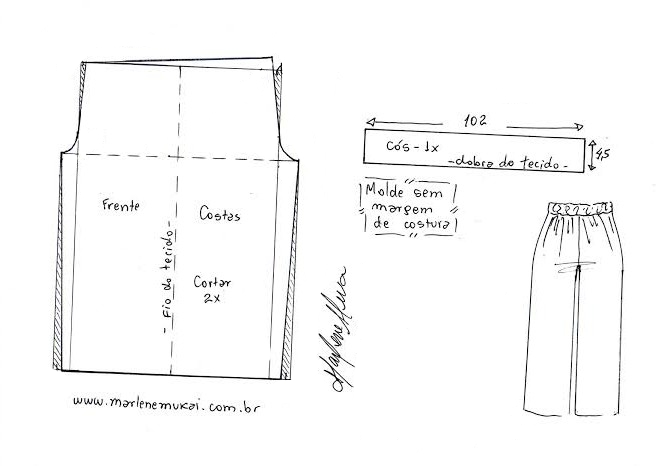 102
Cós - 1x
- dobra do tecido -
4,5
Molde sem
margem
de costura
Frente
Costas
- Fio do tecido -
Cortar
2x
Marlene Mukai
www.marlenemukai.com.br